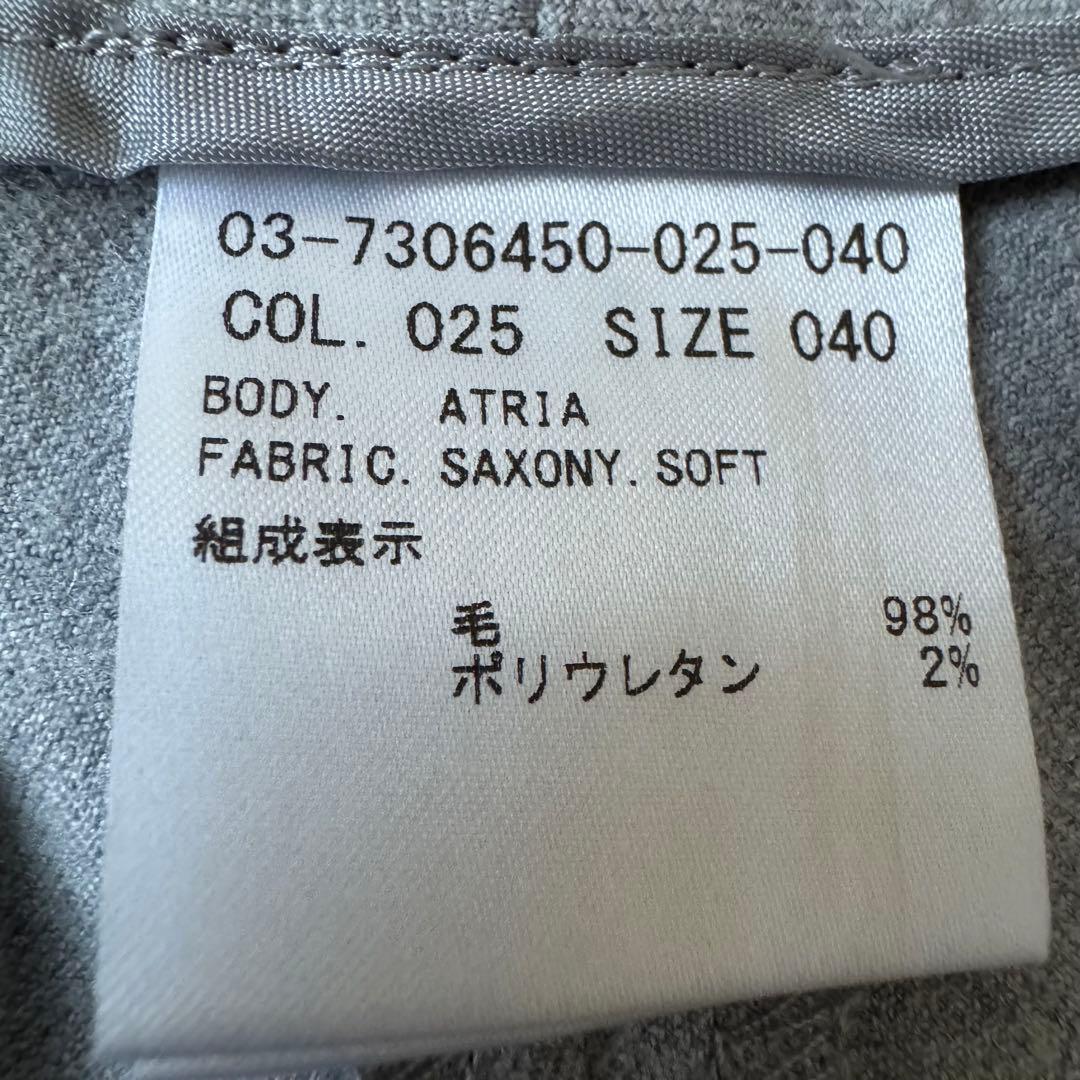 03-7306450-025-040
COL. 025 SIZE 040
BODY. ATRIA
FABRIC. SAXONY. SOFT
組成表示
毛 98%
ポリウレタン 2%